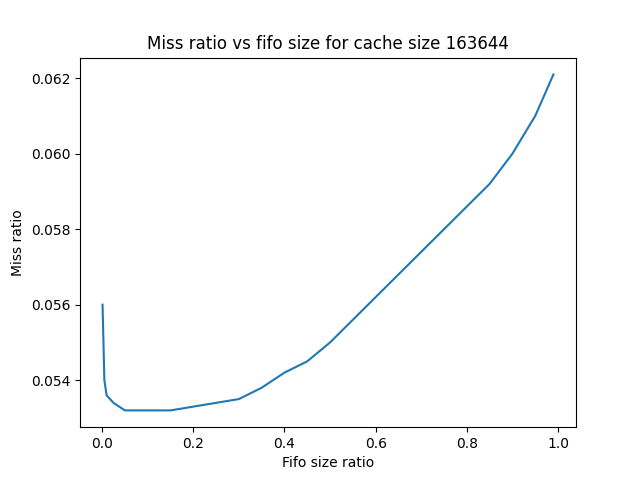 Miss ratio vs fifo size for cache size 163644
0.062
0.060
0.058
0.056
0.054
Miss ratio
0.0 0.2 0.4 0.6 0.8 1.0
Fifo size ratio